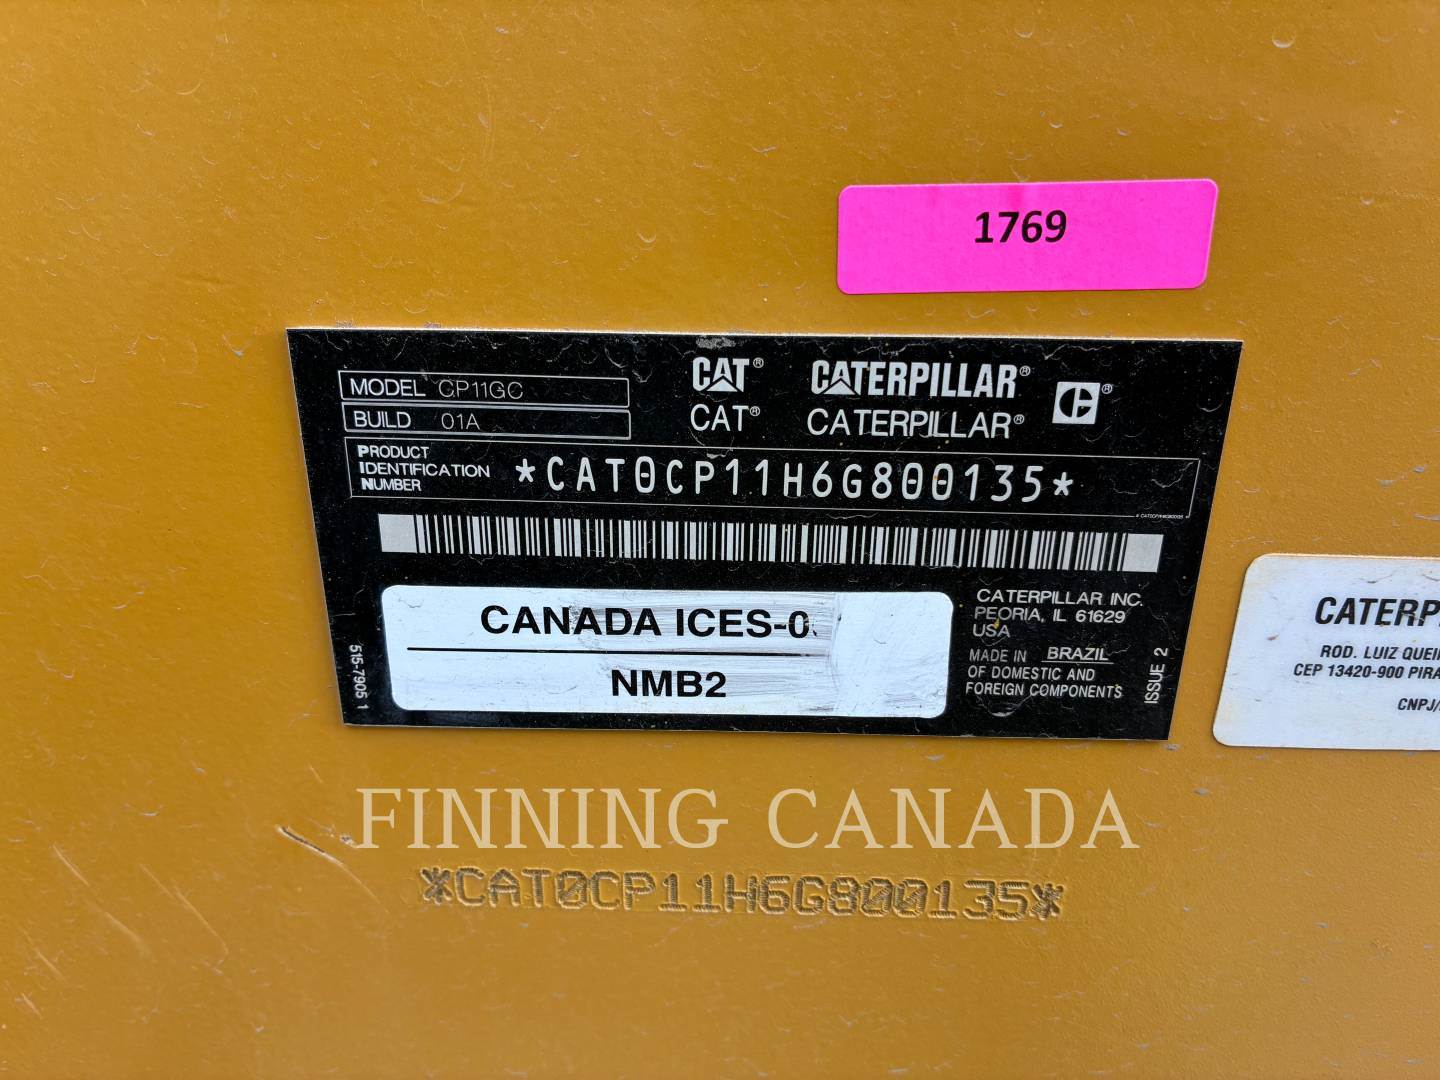 1769
MODEL CP11GC
BUILD 01A
CAT® CATERPILLAR®
CAT® CATERPILLAR®
PRODUCT
IDENTIFICATION
NUMBER
*CAT0CP11H6G800135*
CANADA ICES-0
NMB2
CATERPILLAR INC.
PEORIA, IL 61629
USA
MADE IN BRAZIL
OF DOMESTIC AND
FOREIGN COMPONENTS
515-7905 1
ISSUE 2
CATERP
ROD. LUIZ QUEI
CEP 13420-900 PIRA
CNPJ/
FINNING CANADA
*CAT0CP11H6G800135*